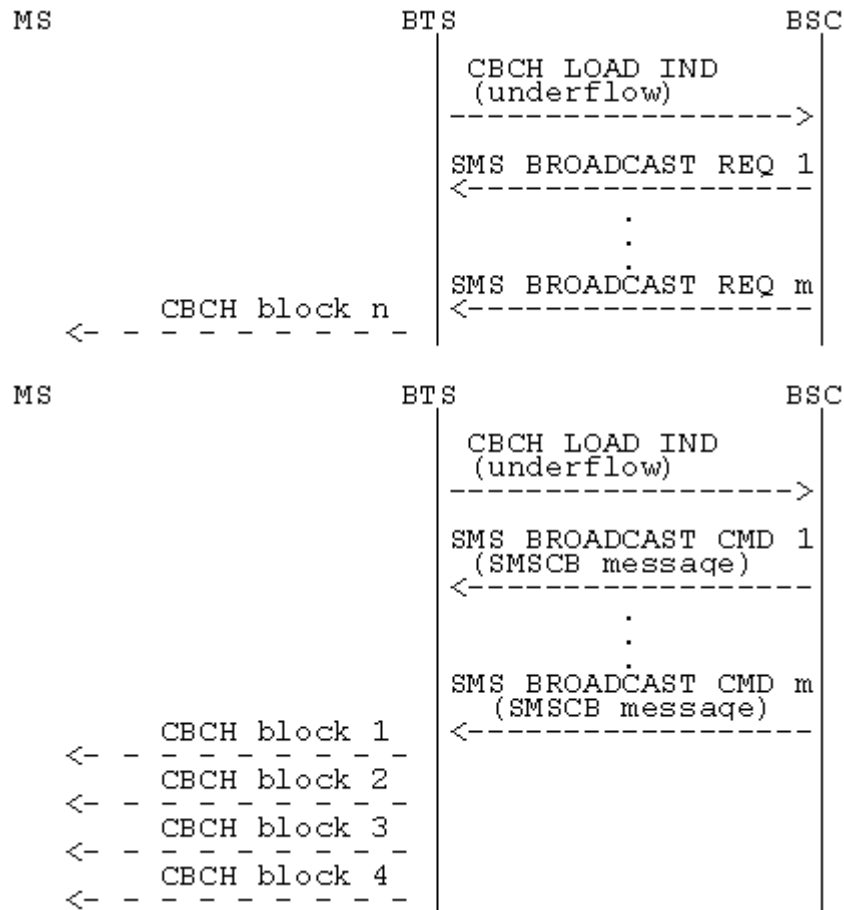 MS BTS BSC
CBCH LOAD IND
(underflow)
SMS BROADCAST REQ 1
.
.
.
SMS BROADCAST REQ m
CBCH block n
MS BTS BSC
CBCH LOAD IND
(underflow)
SMS BROADCAST CMD 1
(SMSCB message)
.
.
.
SMS BROADCAST CMD m
(SMSCB message)
CBCH block 1
CBCH block 2
CBCH block 3
CBCH block 4